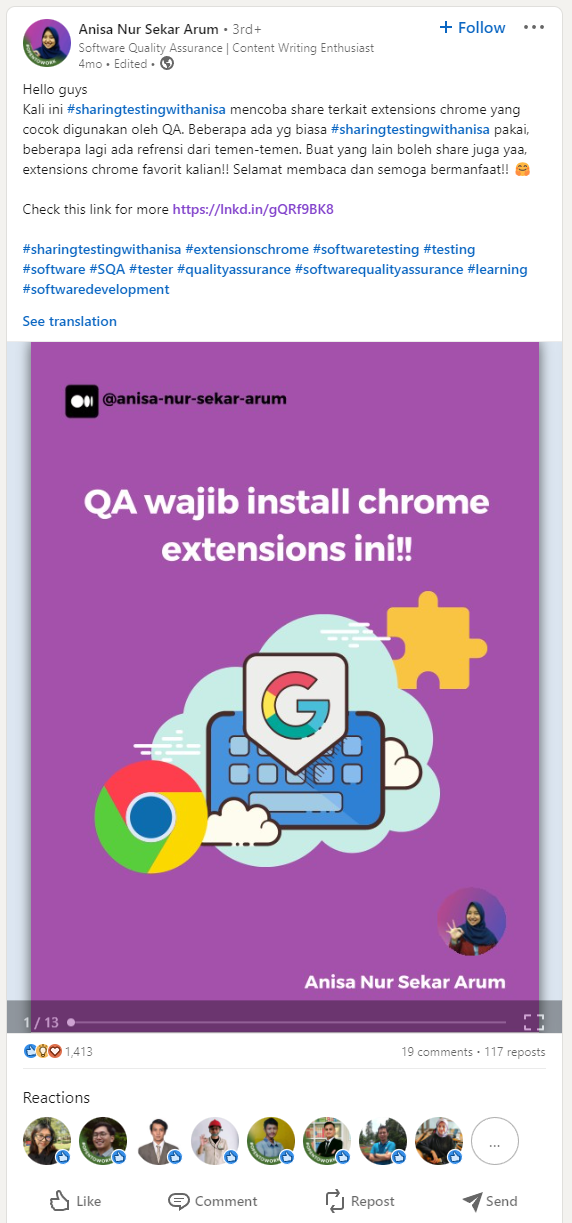 Anisa Nur Sekar Arum • 3rd+
+ Follow
Software Quality Assurance | Content Writing Enthusiast
4mo • Edited •
Hello guys
Kali ini #sharingtestingwithanisa mencoba share terkait extensions chrome yang
cocok digunakan oleh QA. Beberapa ada yg biasa #sharingtestingwithanisa pakai,
beberapa lagi ada refrensi dari temen-temen. Buat yang lain boleh share juga yaa,
extensions chrome favorit kalian!! Selamat membaca dan semoga bermanfaat!! 🤗
Check this link for more https://lnkd.in/gQRf9BK8
#sharingtestingwithanisa #extensionschrome #softwaretesting #testing
#software #SQA #tester #qualityassurance #softwarequalityassurance #learning
#softwaredevelopment
See translation
@anisa-nur-sekar-arum
QA wajib install chrome
extensions ini!!
G
Anisa Nur Sekar Arum
1 / 13
1,413
19 comments • 117 reposts
Reactions
...
Like
Comment
Repost
Send